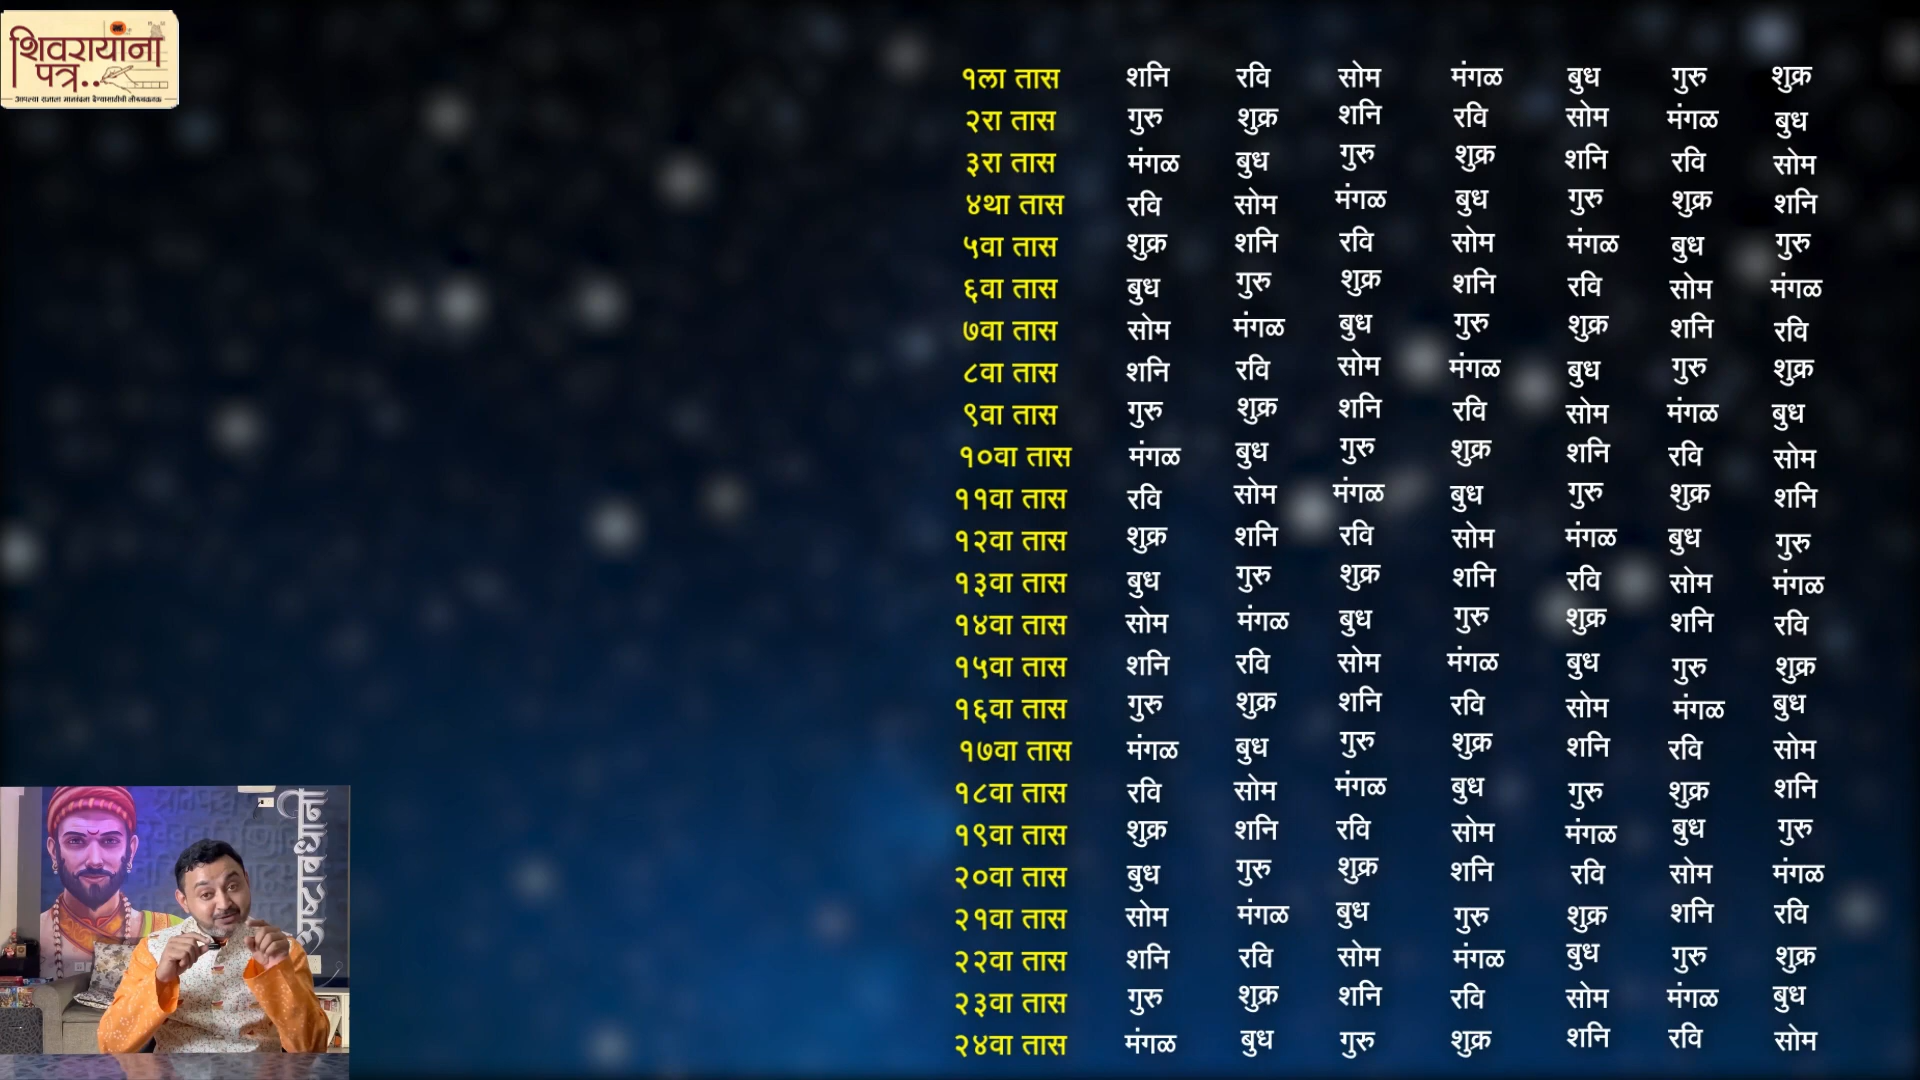 शिवरायांना
पत्र..
१ला तास शनि रवि सोम मंगळ बुध गुरु शुक्र
२रा तास गुरु शुक्र शनि रवि सोम मंगळ बुध
३रा तास मंगळ बुध गुरु शुक्र शनि रवि सोम
४था तास रवि सोम मंगळ बुध गुरु शुक्र शनि
५वा तास शुक्र शनि रवि सोम मंगळ बुध गुरु
६वा तास बुध गुरु शुक्र शनि रवि सोम मंगळ
७वा तास सोम मंगळ बुध गुरु शुक्र शनि रवि
८वा तास शनि रवि सोम मंगळ बुध गुरु शुक्र
९वा तास गुरु शुक्र शनि रवि सोम मंगळ बुध
१०वा तास मंगळ बुध गुरु शुक्र शनि रवि सोम
११वा तास रवि सोम मंगळ बुध गुरु शुक्र शनि
१२वा तास शुक्र शनि रवि सोम मंगळ बुध गुरु
१३वा तास बुध गुरु शुक्र शनि रवि सोम मंगळ
१४वा तास सोम मंगळ बुध गुरु शुक्र शनि रवि
१५वा तास शनि रवि सोम मंगळ बुध गुरु शुक्र
१६वा तास गुरु शुक्र शनि रवि सोम मंगळ बुध
१७वा तास मंगळ बुध गुरु शुक्र शनि रवि सोम
१८वा तास रवि सोम मंगळ बुध गुरु शुक्र शनि
१९वा तास शुक्र शनि रवि सोम मंगळ बुध गुरु
२०वा तास बुध गुरु शुक्र शनि रवि सोम मंगळ
२१वा तास सोम मंगळ बुध गुरु शुक्र शनि रवि
२२वा तास शनि रवि सोम मंगळ बुध गुरु शुक्र
२३वा तास गुरु शुक्र शनि रवि सोम मंगळ बुध
२४वा तास मंगळ बुध गुरु शुक्र शनि रवि सोम
अष्टावधानी